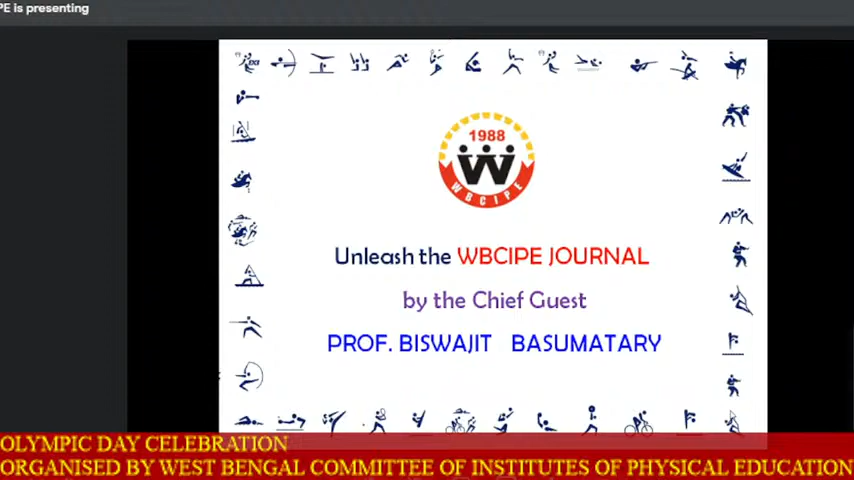 PE is presenting
1988
W
WBCIPE
Unleash the WBCIPE JOURNAL
by the Chief Guest
PROF. BISWAJIT BASUMATARY
OLYMPIC DAY CELEBRATION
ORGANISED BY WEST BENGAL COMMITTEE OF INSTITUTES OF PHYSICAL EDUCATION